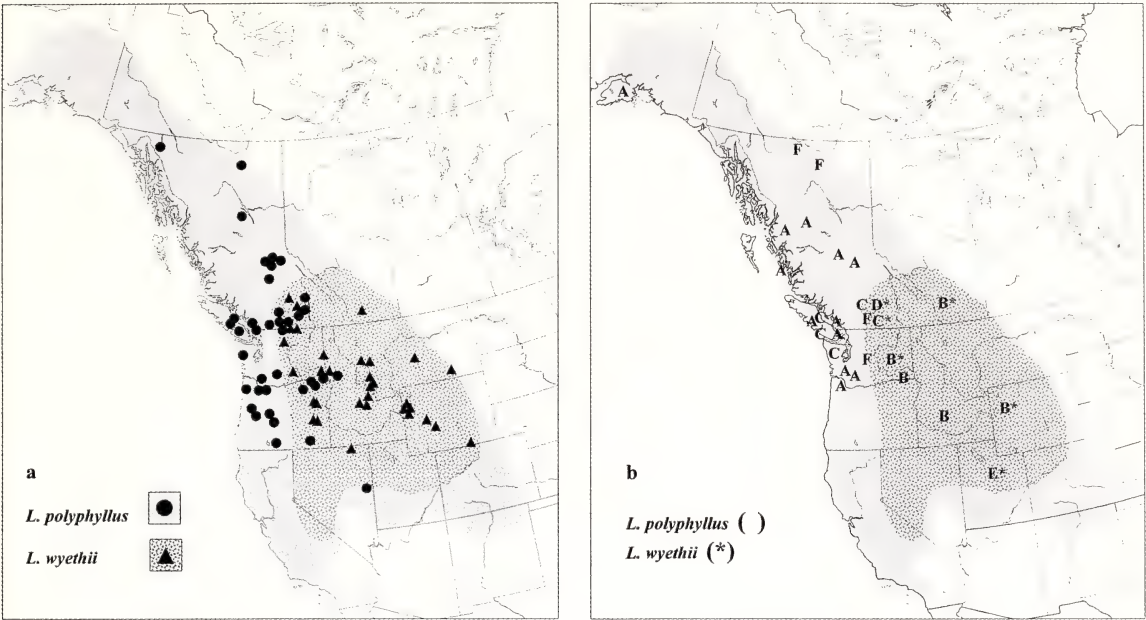 a
L. polyphyllus
L. wyethii
A
F
F
A
A
A
A
A
C D*
B*
C A
A
F C*
C
A
C
F
B*
A
A
B
A
B
B*
E*
b
L. polyphyllus ( )
L. wyethii (*)